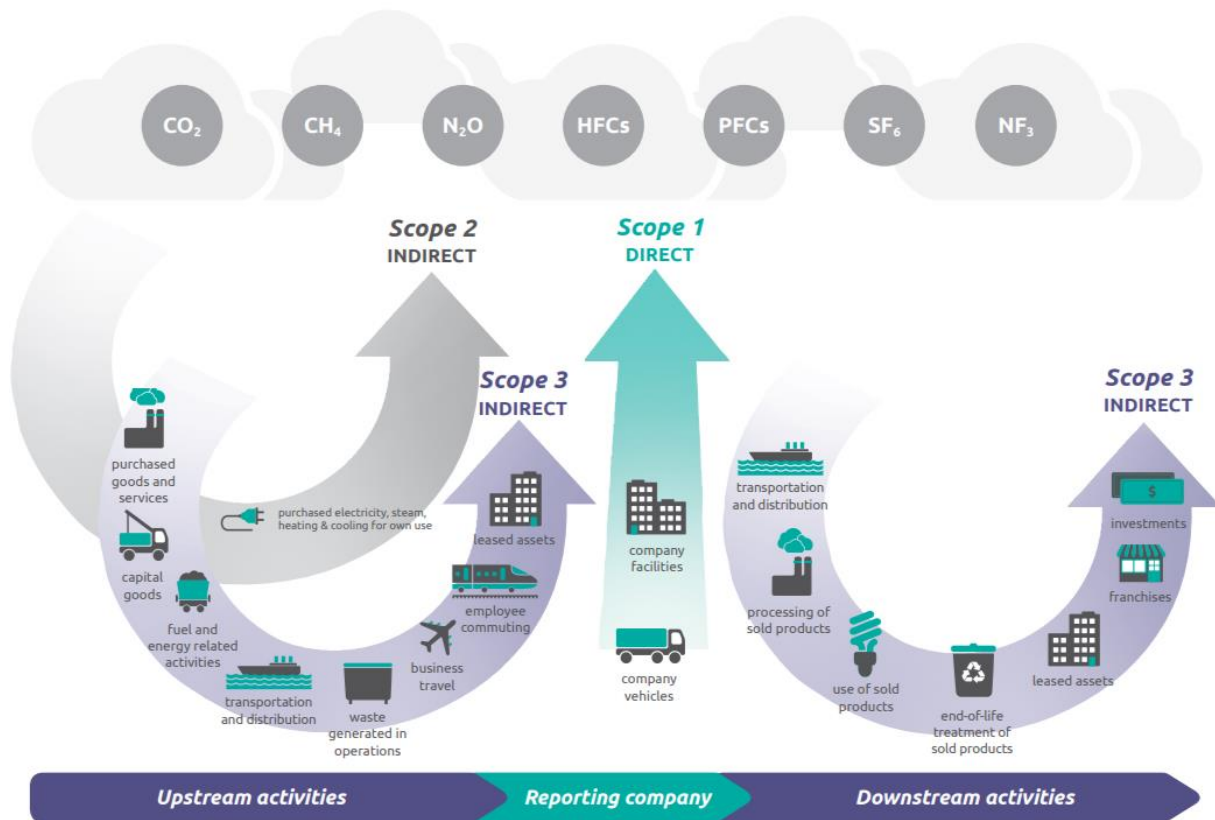 CO₂
CH₄
N₂O
HFCs
PFCs
SF₆
NF₃
Scope 2
INDIRECT
Scope 1
DIRECT
Scope 3
INDIRECT
Scope 3
INDIRECT
purchased
goods and
services
capital
goods
fuel and
energy related
activities
transportation
and distribution
waste
generated in
operations
business
travel
employee
commuting
leased assets
purchased electricity, steam,
heating & cooling for own use
company
facilities
company
vehicles
transportation
and distribution
processing of
sold products
use of sold
products
end-of-life
treatment of
sold products
leased assets
franchises
$
investments
Upstream activities
Reporting company
Downstream activities